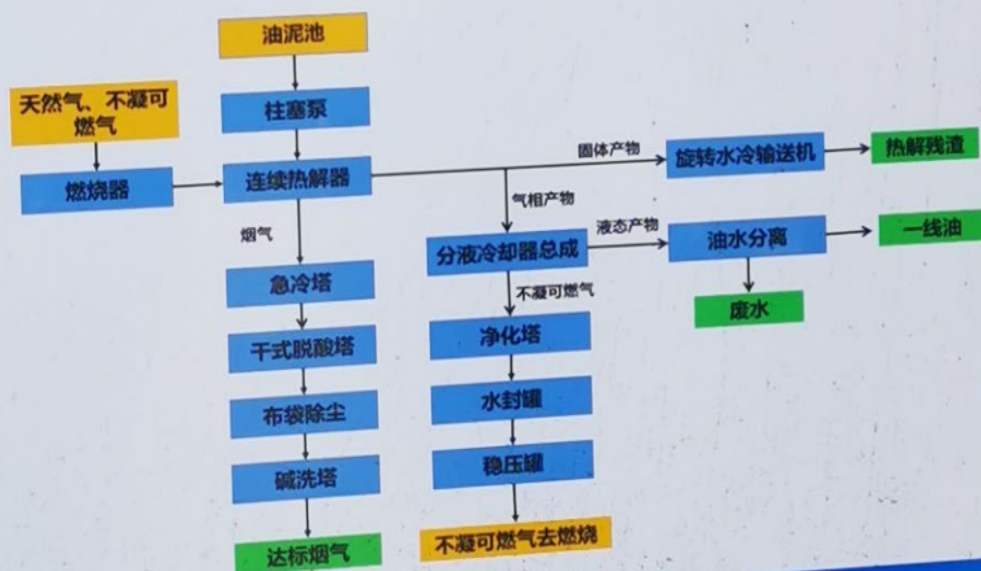 油泥池
天然气、不凝可
燃气
柱塞泵
固体产物
旋转水冷输送机
热解残渣
燃烧器
连续热解器
气相产物
烟气
液态产物
一线油
分液冷却器总成
油水分离
急冷塔
不凝可燃气
废水
干式脱酸塔
净化塔
布袋除尘
水封罐
碱洗塔
稳压罐
达标烟气
不凝可燃气去燃烧